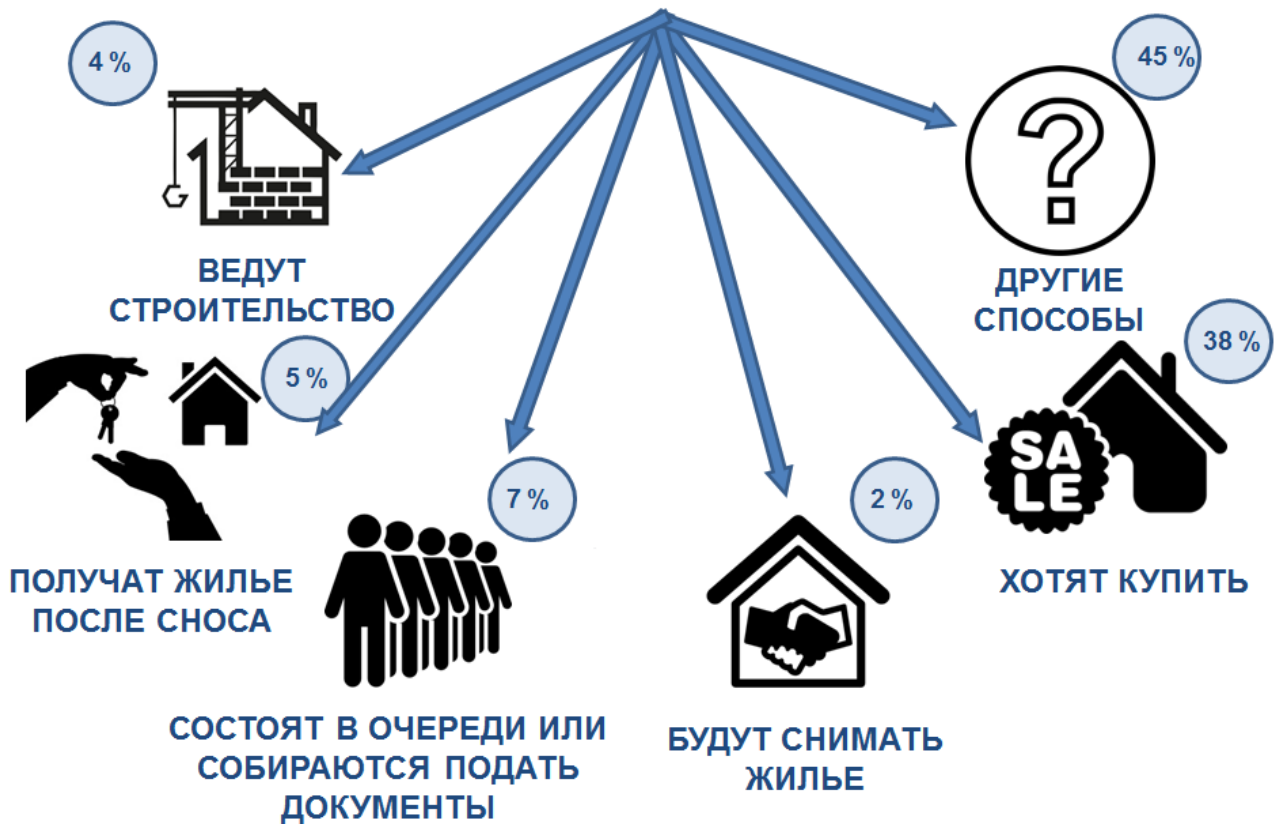 4 %
ВЕДУТ
СТРОИТЕЛЬСТВО
45 %
ДРУГИЕ
СПОСОБЫ
5 %
ПОЛУЧАТ ЖИЛЬЕ
ПОСЛЕ СНОСА
7 %
СОСТОЯТ В ОЧЕРЕДИ ИЛИ
СОБИРАЮТСЯ ПОДАТЬ
ДОКУМЕНТЫ
2 %
БУДУТ СНИМАТЬ
ЖИЛЬЕ
38 %
SA
LE
ХОТЯТ КУПИТЬ